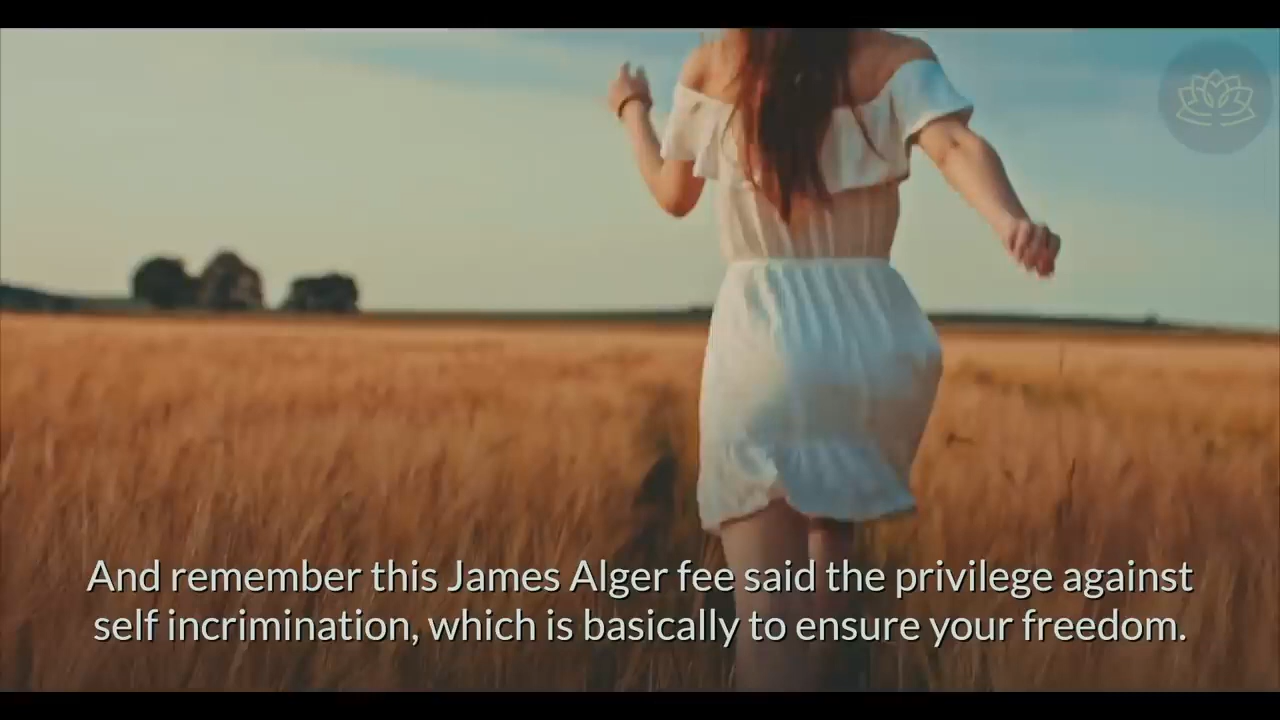 And remember this James Alger fee said the privilege against
self incrimination, which is basically to ensure your freedom.